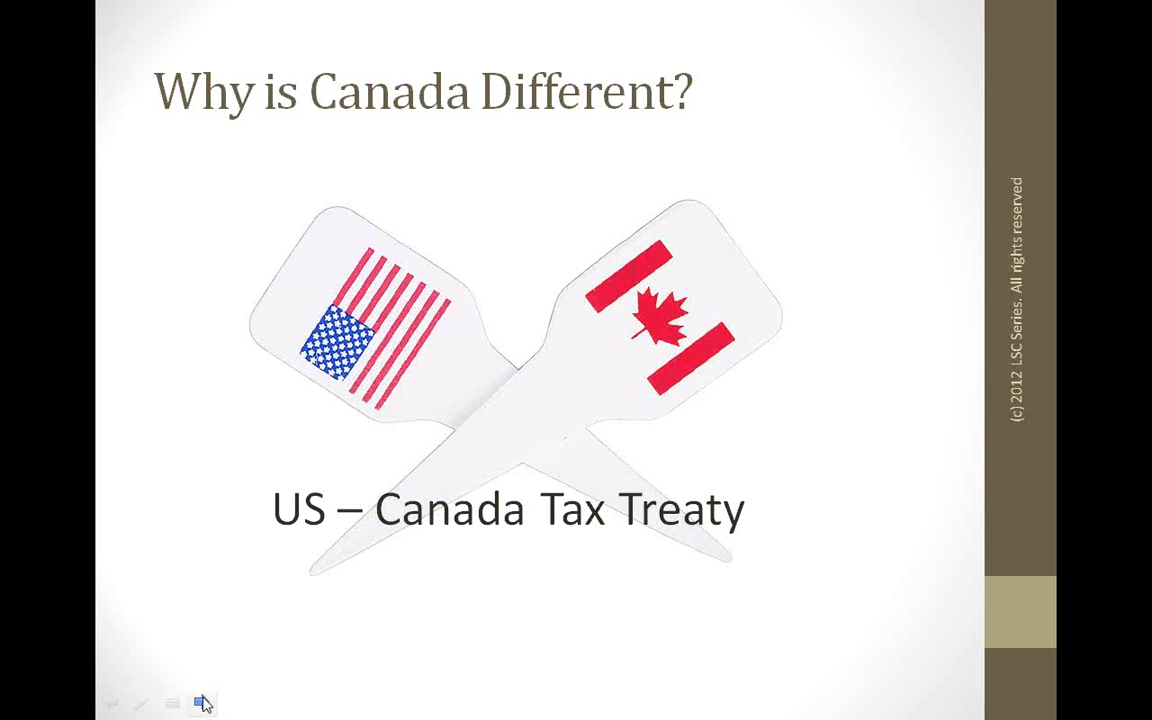 Why is Canada Different?
US – Canada Tax Treaty
(c) 2012 LSC Series. All rights reserved